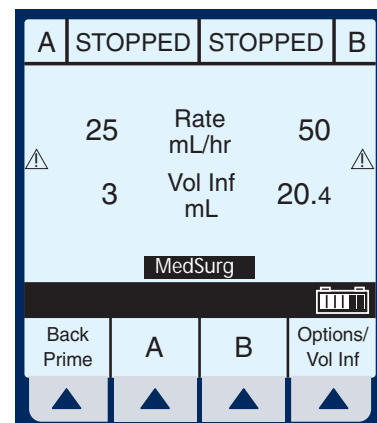 A STOPPED STOPPED B
25 Rate 50
mL/hr
3 Vol Inf 20.4
mL
MedSurg
Back Prime A B Options/ Vol Inf